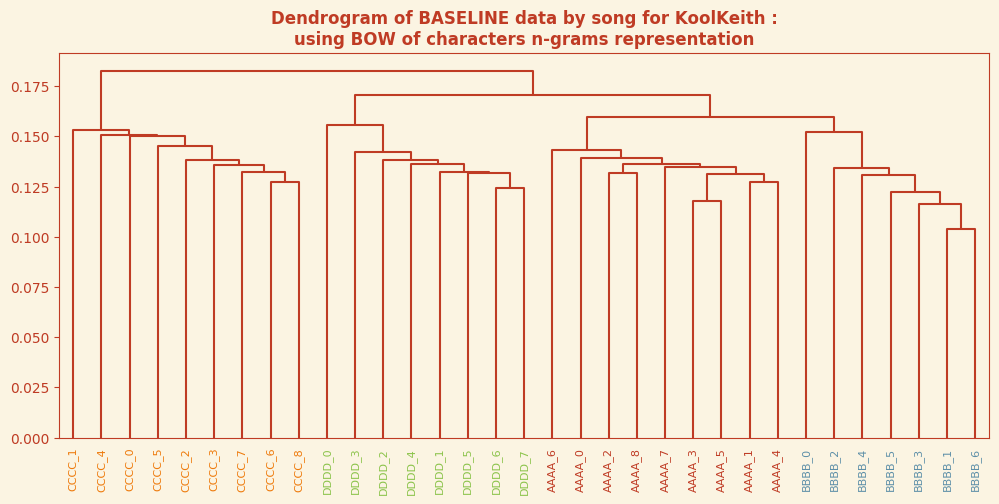 Dendrogram of BASELINE data by song for KoolKeith :
using BOW of characters n-grams representation
0.175
0.150
0.125
0.100
0.075
0.050
0.025
0.000
CCCC_1
CCCC_4
CCCC_0
CCCC_5
CCCC_2
CCCC_3
CCCC_7
CCCC_6
CCCC_8
DDDD_0
DDDD_3
DDDD_2
DDDD_4
DDDD_1
DDDD_5
DDDD_6
DDDD_7
AAAA_6
AAAA_0
AAAA_2
AAAA_8
AAAA_7
AAAA_3
AAAA_5
AAAA_1
AAAA_4
BBBB_0
BBBB_2
BBBB_4
BBBB_5
BBBB_3
BBBB_1
BBBB_6